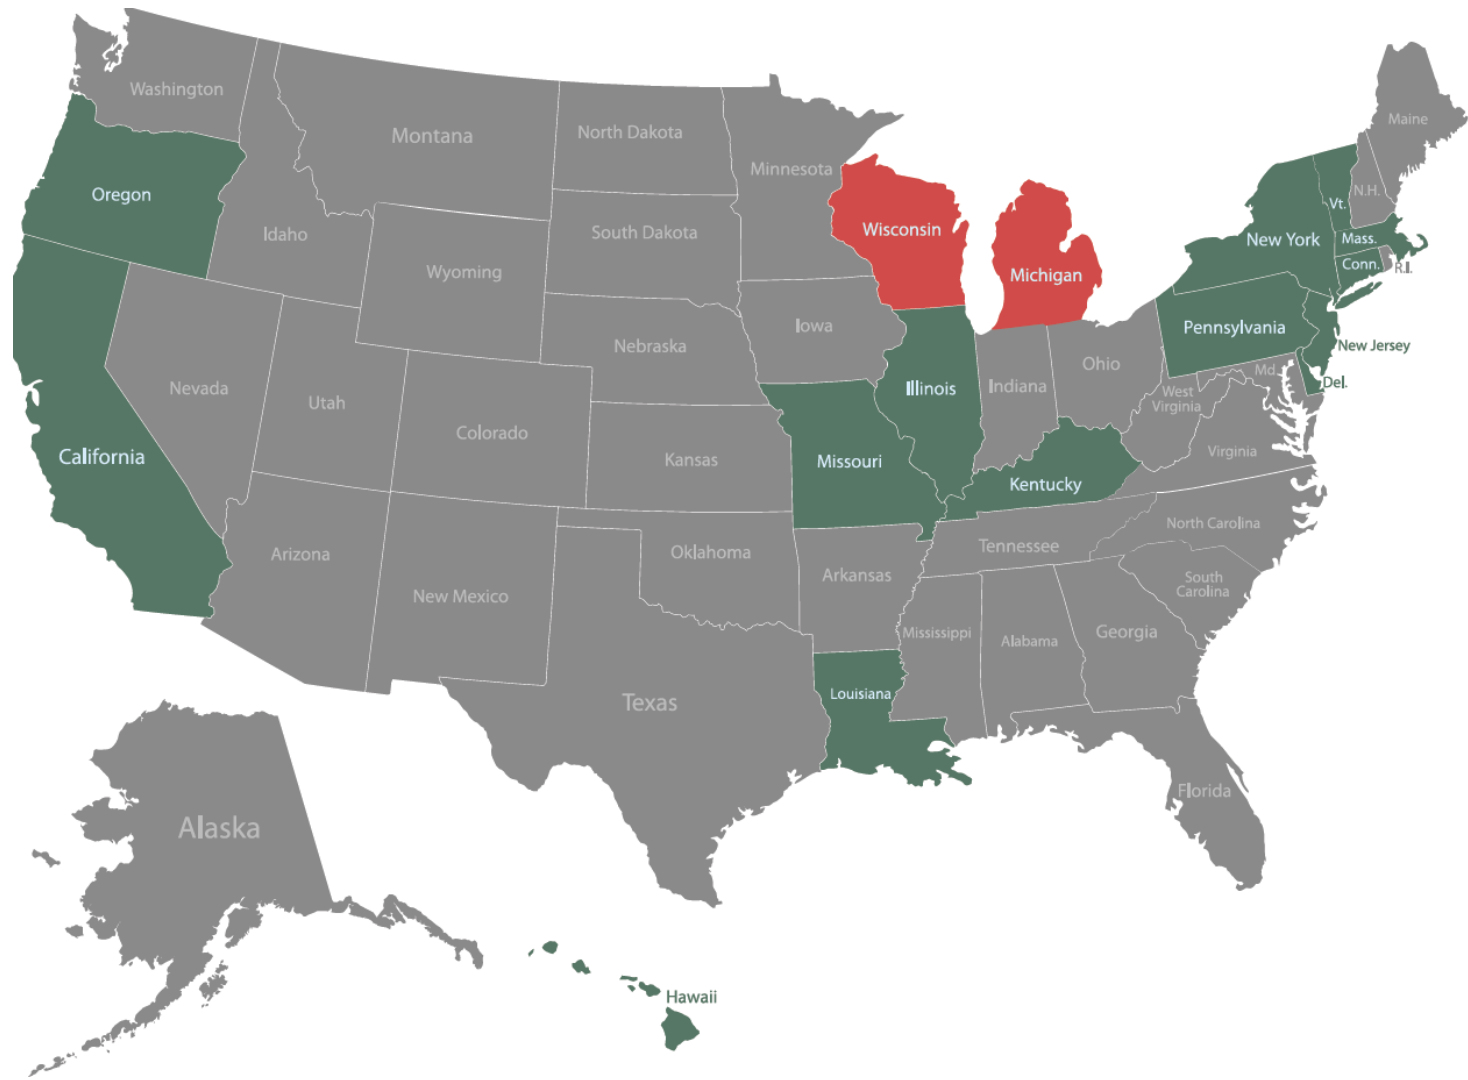 Washington
Maine
North Dakota
Montana
Minnesota
N.H.
Oregon
Vt.
Wisconsin
South Dakota
Idaho
New York
Mass.
Conn.
R.I.
Wyoming
Michigan
Iowa
Pennsylvania
New Jersey
Nebraska
Ohio
Md.
Del.
Nevada
Illinois
Indiana
West
Virginia
Utah
Colorado
Virginia
California
Kansas
Missouri
Kentucky
North Carolina
Arizona
Oklahoma
Tennessee
Arkansas
South
Carolina
New Mexico
Mississippi
Alabama
Georgia
Louisiana
Texas
Florida
Alaska
Hawaii